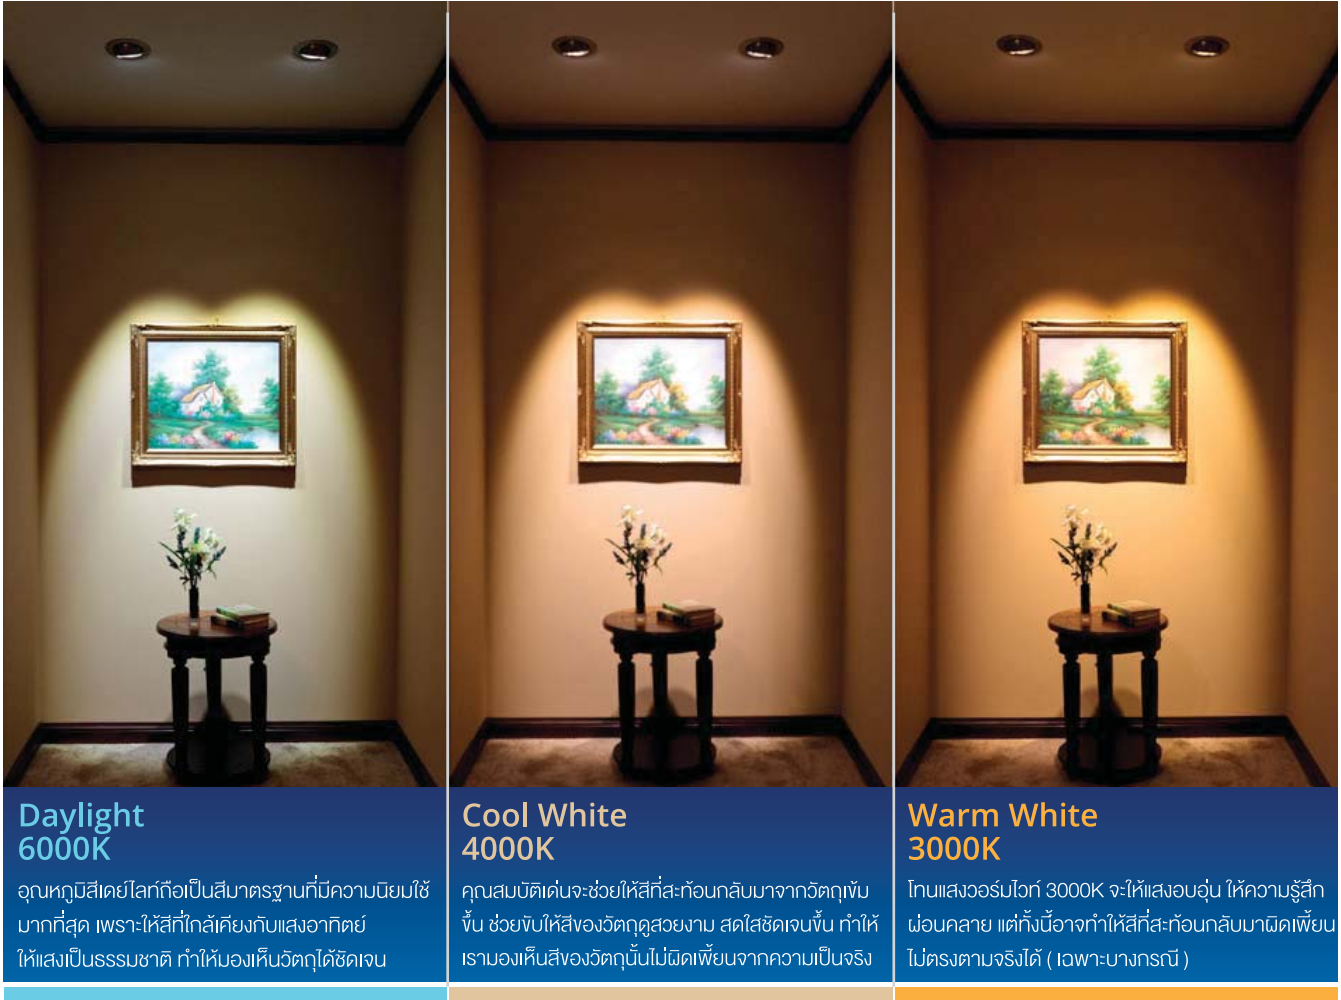 Daylight
6000K
อุณหภูมิสีเดย์ไลท์ถือเป็นสีมาตรฐานที่มีความนิยมใช้
มากที่สุด เพราะให้สีที่ใกล้เคียงกับแสงอาทิตย์
ให้แสงเป็นธรรมชาติ ทำให้มองเห็นวัตถุได้ชัดเจน
Cool White
4000K
คุณสมบัติเด่นจะช่วยให้สีที่สะท้อนกลับมาจากวัตถุเข้ม
ขึ้น ช่วยขับให้สีของวัตถุดูสวยงาม สดใสชัดเจนขึ้น ทำให้
เรามองเห็นสีของวัตถุนั้นไม่ผิดเพี้ยนจากความเป็นจริง
Warm White
3000K
โทนแสงวอร์มไวท์ 3000K จะให้แสงอบอุ่น ให้ความรู้สึก
ผ่อนคลาย แต่ทั้งนี้อาจทำให้สีที่สะท้อนกลับมาผิดเพี้ยน
ไม่ตรงตามจริงได้ ( เฉพาะบางกรณี )